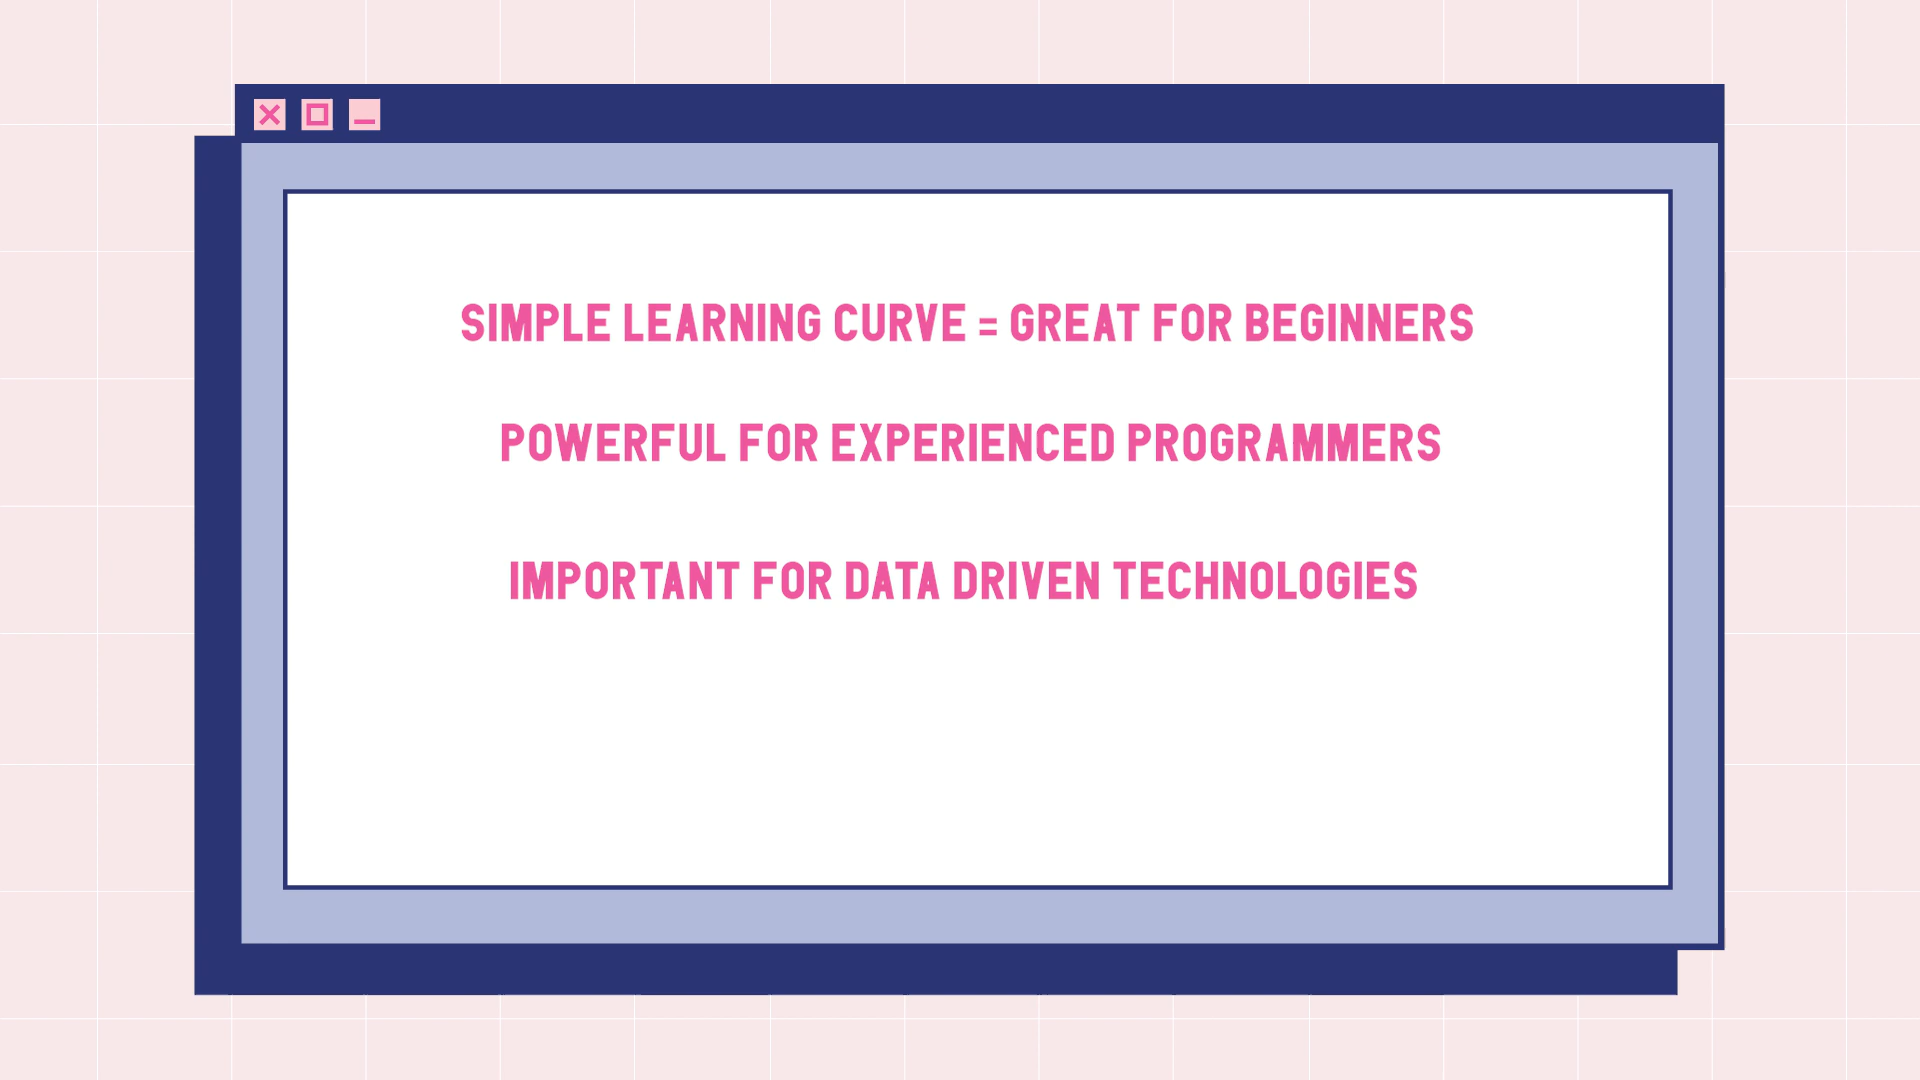 SIMPLE LEARNING CURVE = GREAT FOR BEGINNERS
POWERFUL FOR EXPERIENCED PROGRAMMERS
IMPORTANT FOR DATA DRIVEN TECHNOLOGIES